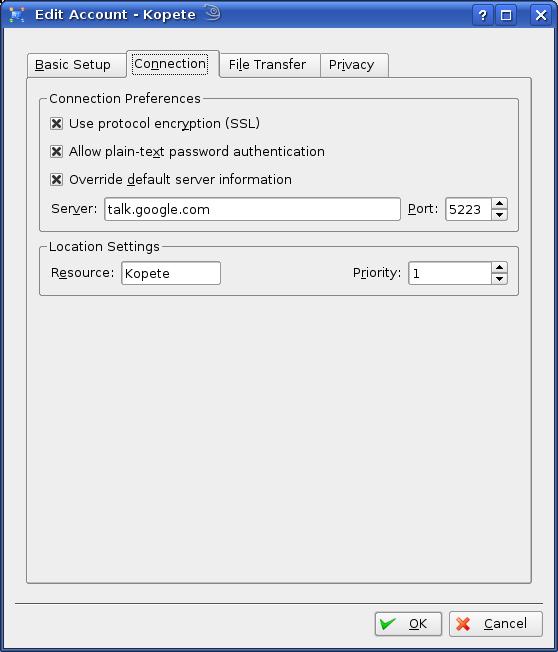 Edit Account - Kopete
?
Basic Setup
Connection
File Transfer
Privacy
Connection Preferences
Use protocol encryption (SSL)
Allow plain-text password authentication
Override default server information
Server: talk.google.com Port: 5223
Location Settings
Resource: Kopete Priority: 1
OK Cancel